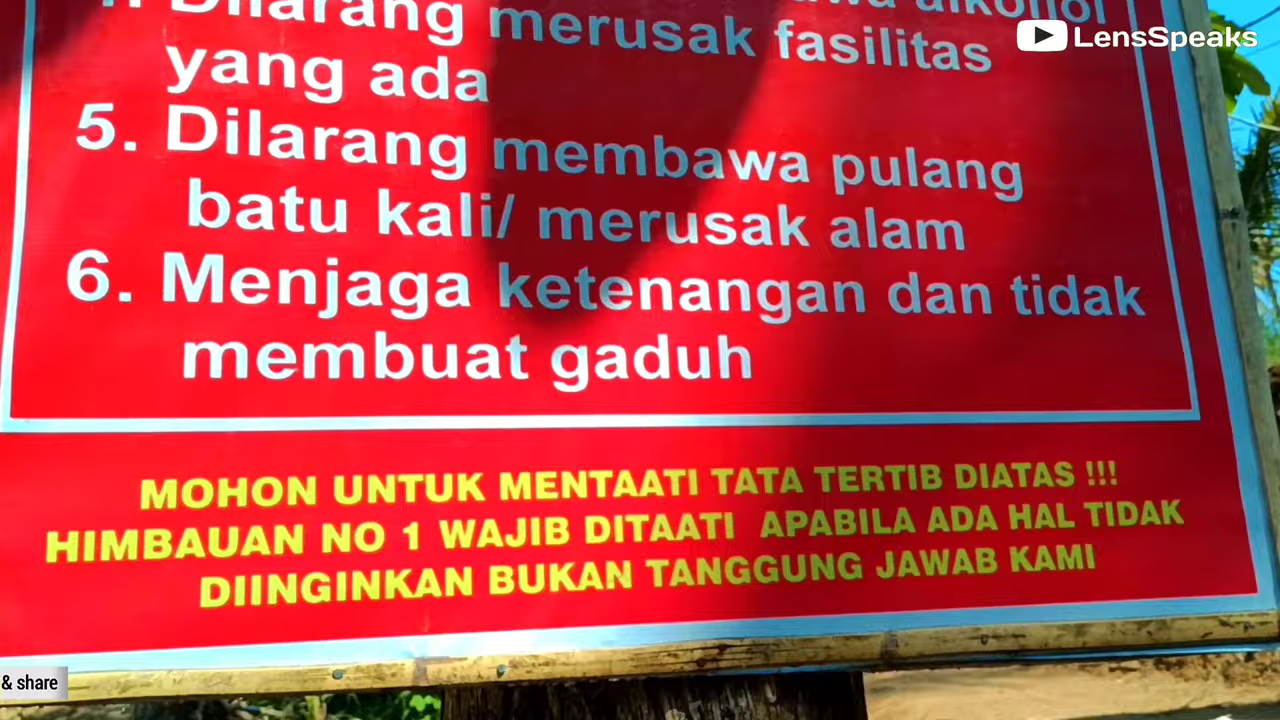 alkohol
LensSpeaks
Dilarang merusak fasilitas
yang ada
5. Dilarang membawa pulang
batu kali/ merusak alam
6. Menjaga ketenangan dan tidak
membuat gaduh
MOHON UNTUK MENTAATI TATA TERTIB DIATAS !!!
HIMBAUAN NO 1 WAJIB DITAATI APABILA ADA HAL TIDAK
DIINGINKAN BUKAN TANGGUNG JAWAB KAMI
& share